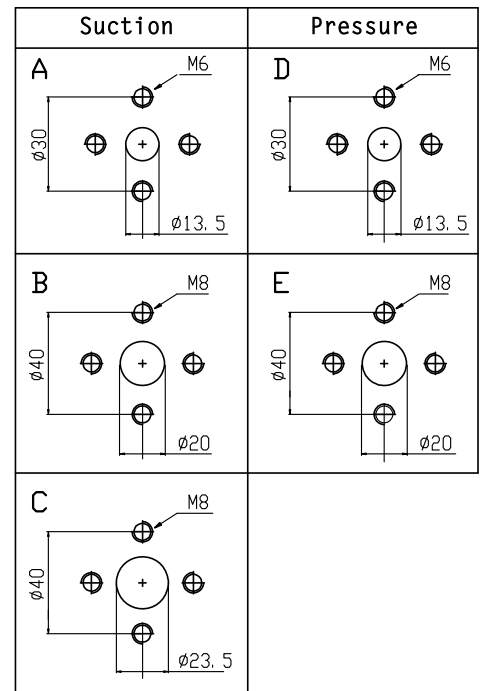 Suction
Pressure
A
M6
ø30
ø13,5
D
M6
ø30
ø13,5
B
M8
ø40
ø20
E
M8
ø40
ø20
C
M8
ø40
ø23,5